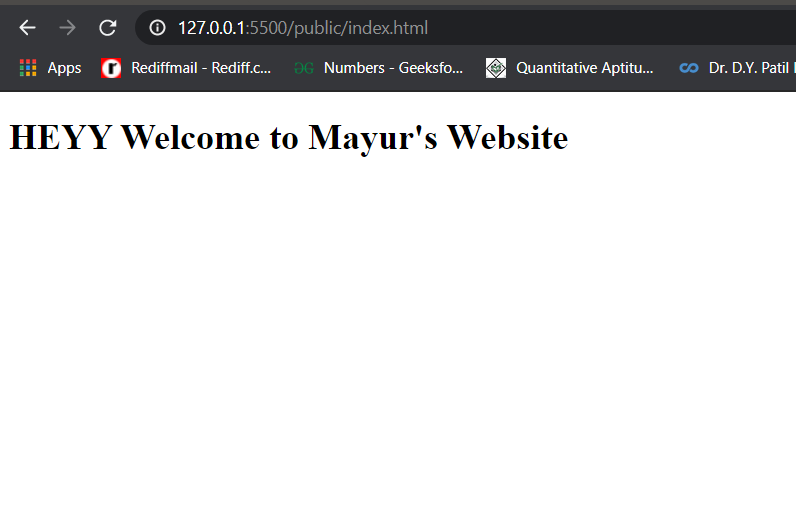 127.0.0.1:5500/public/index.html
Apps Rediffmail - Rediff.c... Numbers - Geeksfo... Quantitative Aptitu... Dr. D.Y. Patil
HEYY Welcome to Mayur's Website